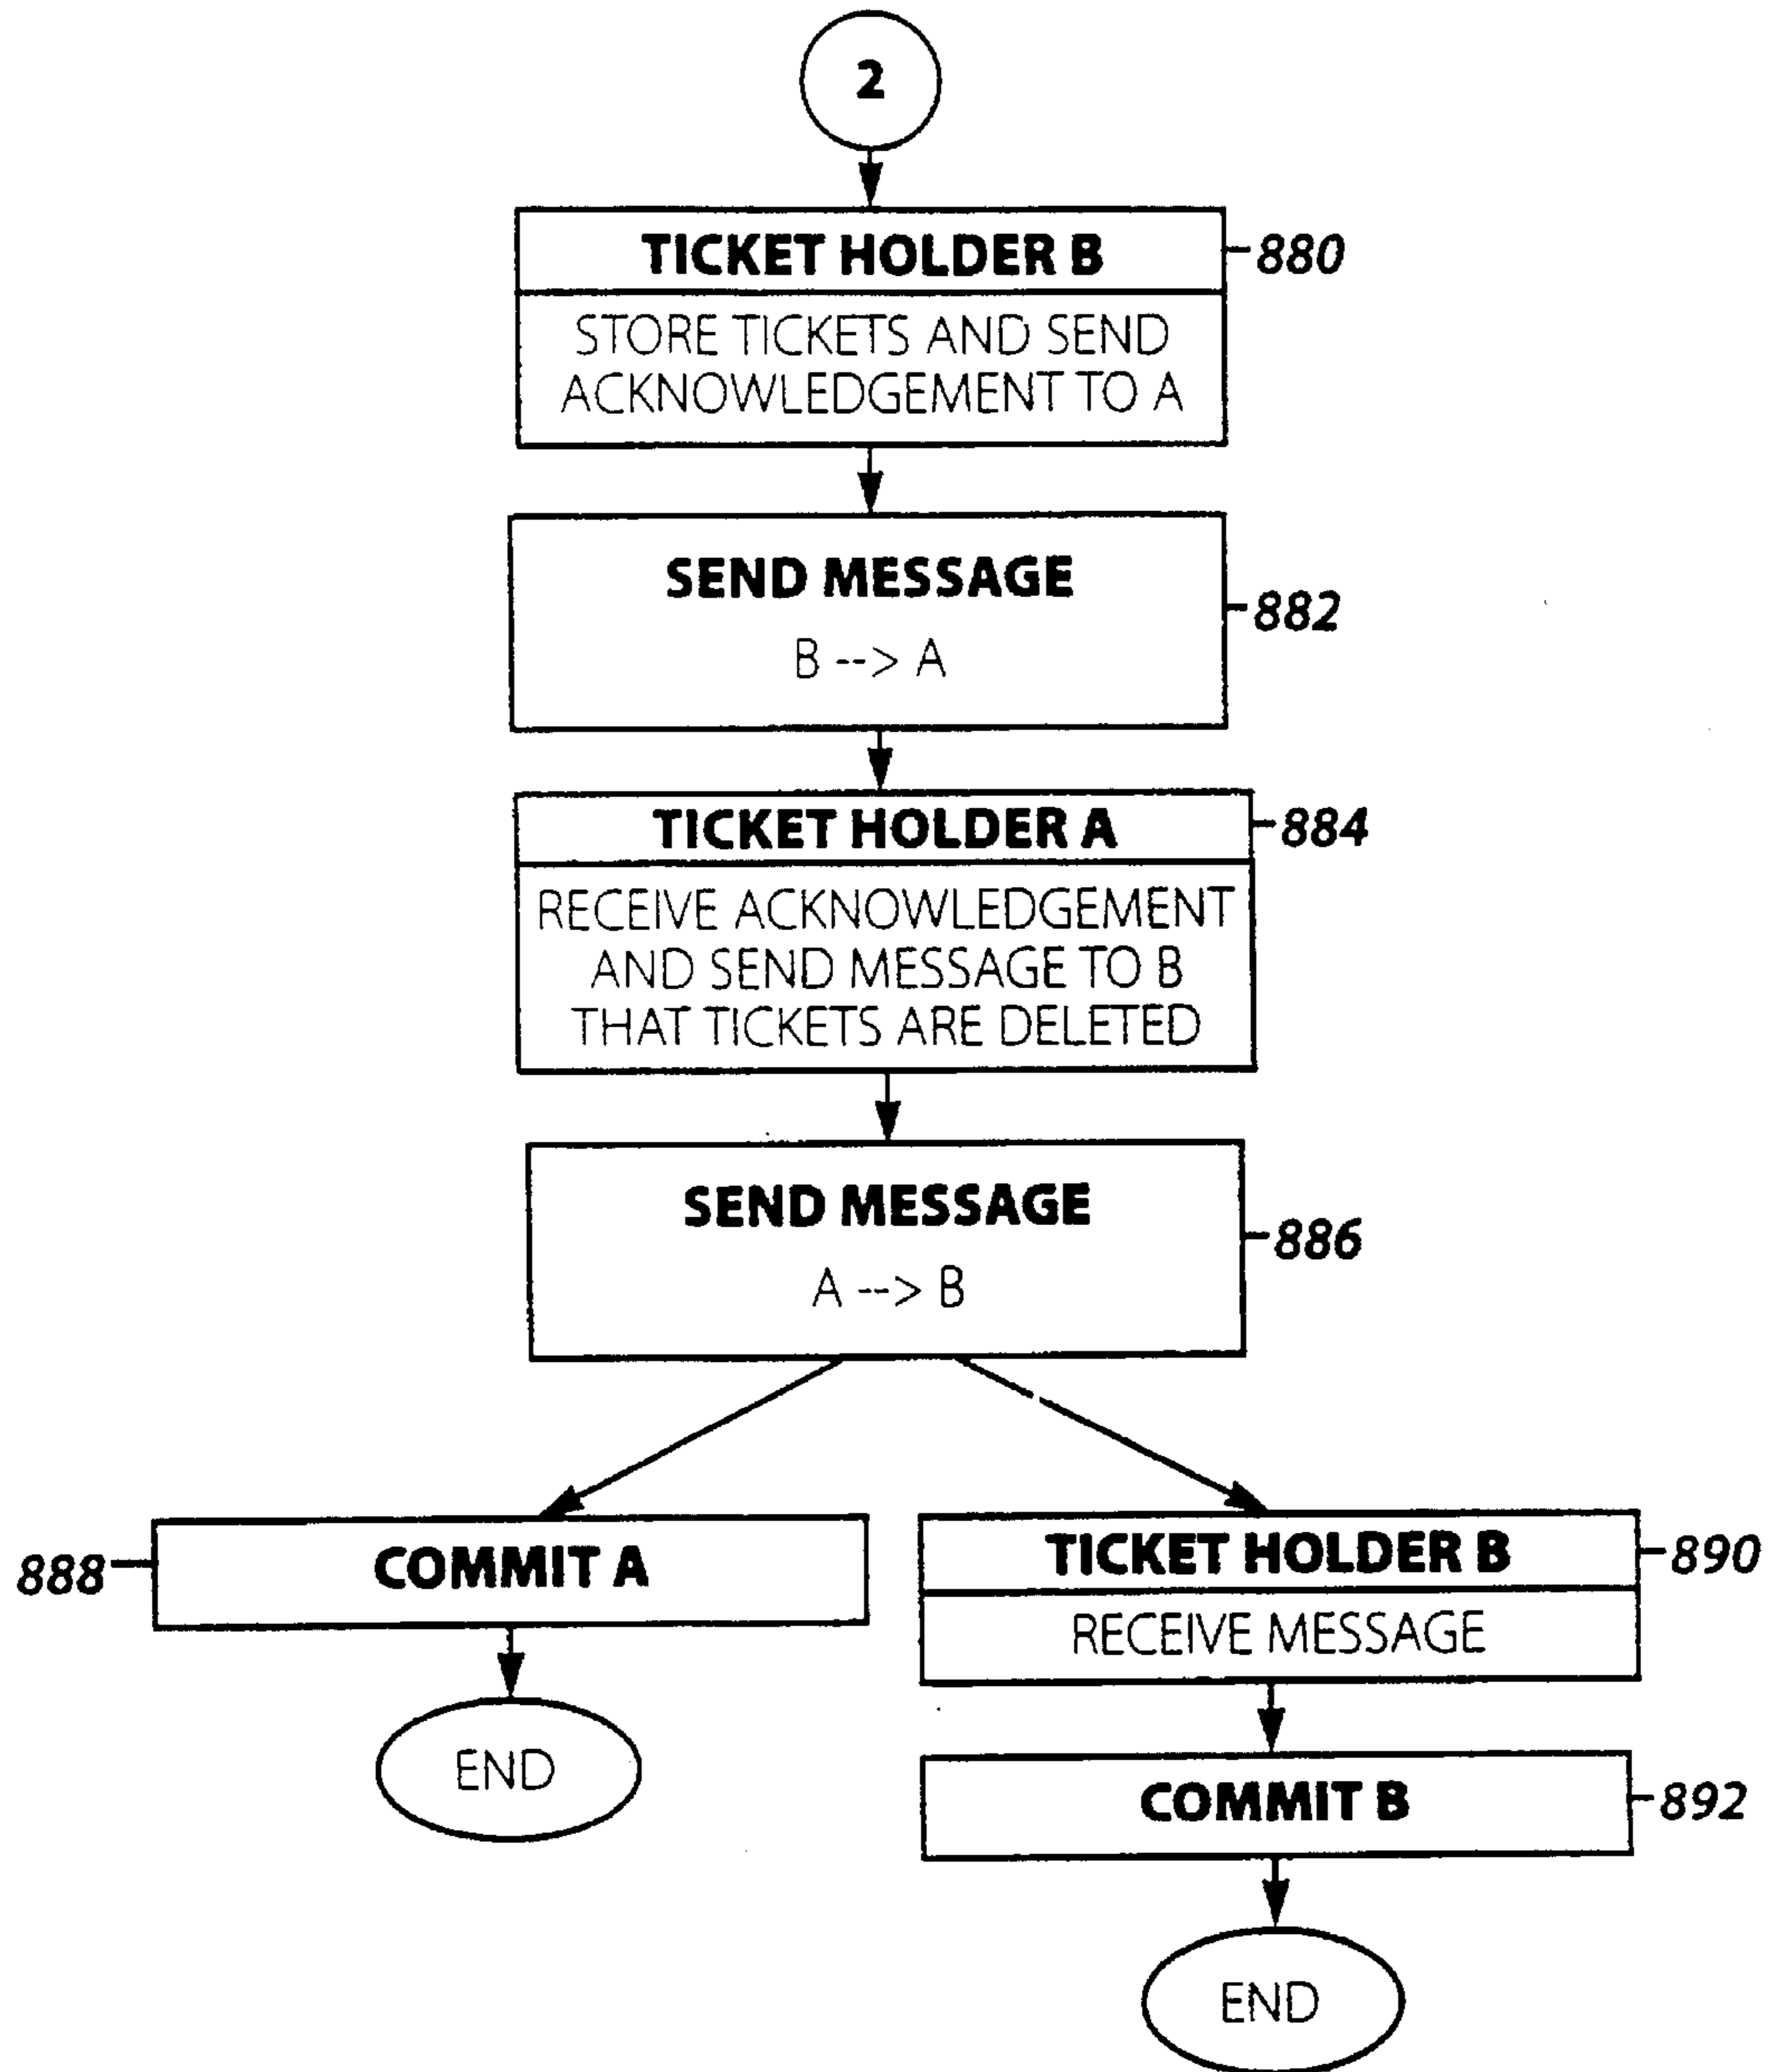 2
TICKET HOLDER B
880
STORE TICKETS AND SEND
ACKNOWLEDGEMENT TO A
SEND MESSAGE
882
B --> A
TICKET HOLDER A
884
RECEIVE ACKNOWLEDGEMENT
AND SEND MESSAGE TO B
THAT TICKETS ARE DELETED
SEND MESSAGE
886
A --> B
888
COMMIT A
END
TICKET HOLDER B
890
RECEIVE MESSAGE
COMMIT B
892
END